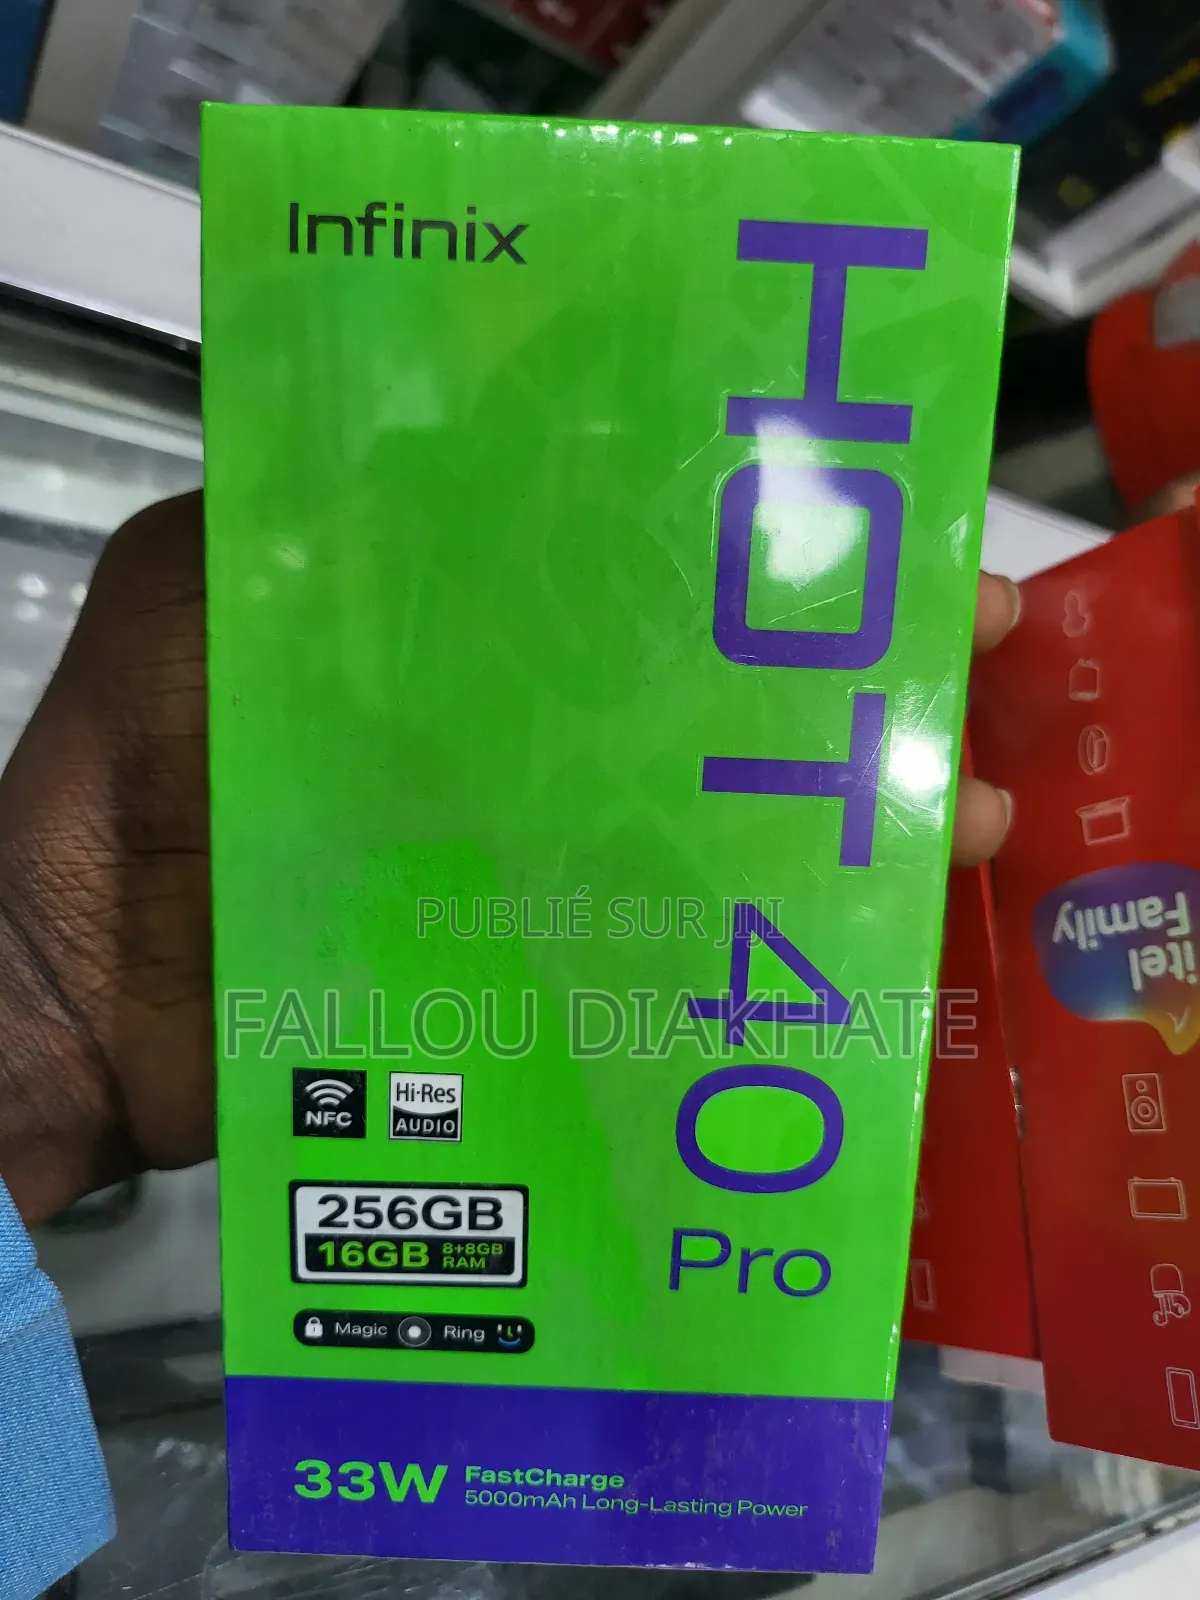 Infinix
HOT 40 Pro
PUBLIÉ SUR JIJI
FALLOU DIAKHATE
NFC
Hi-Res
AUDIO
256GB
16GB 8+8GB RAM
Magic Ring
33W FastCharge
5000mAh Long-Lasting Power
itel
Family